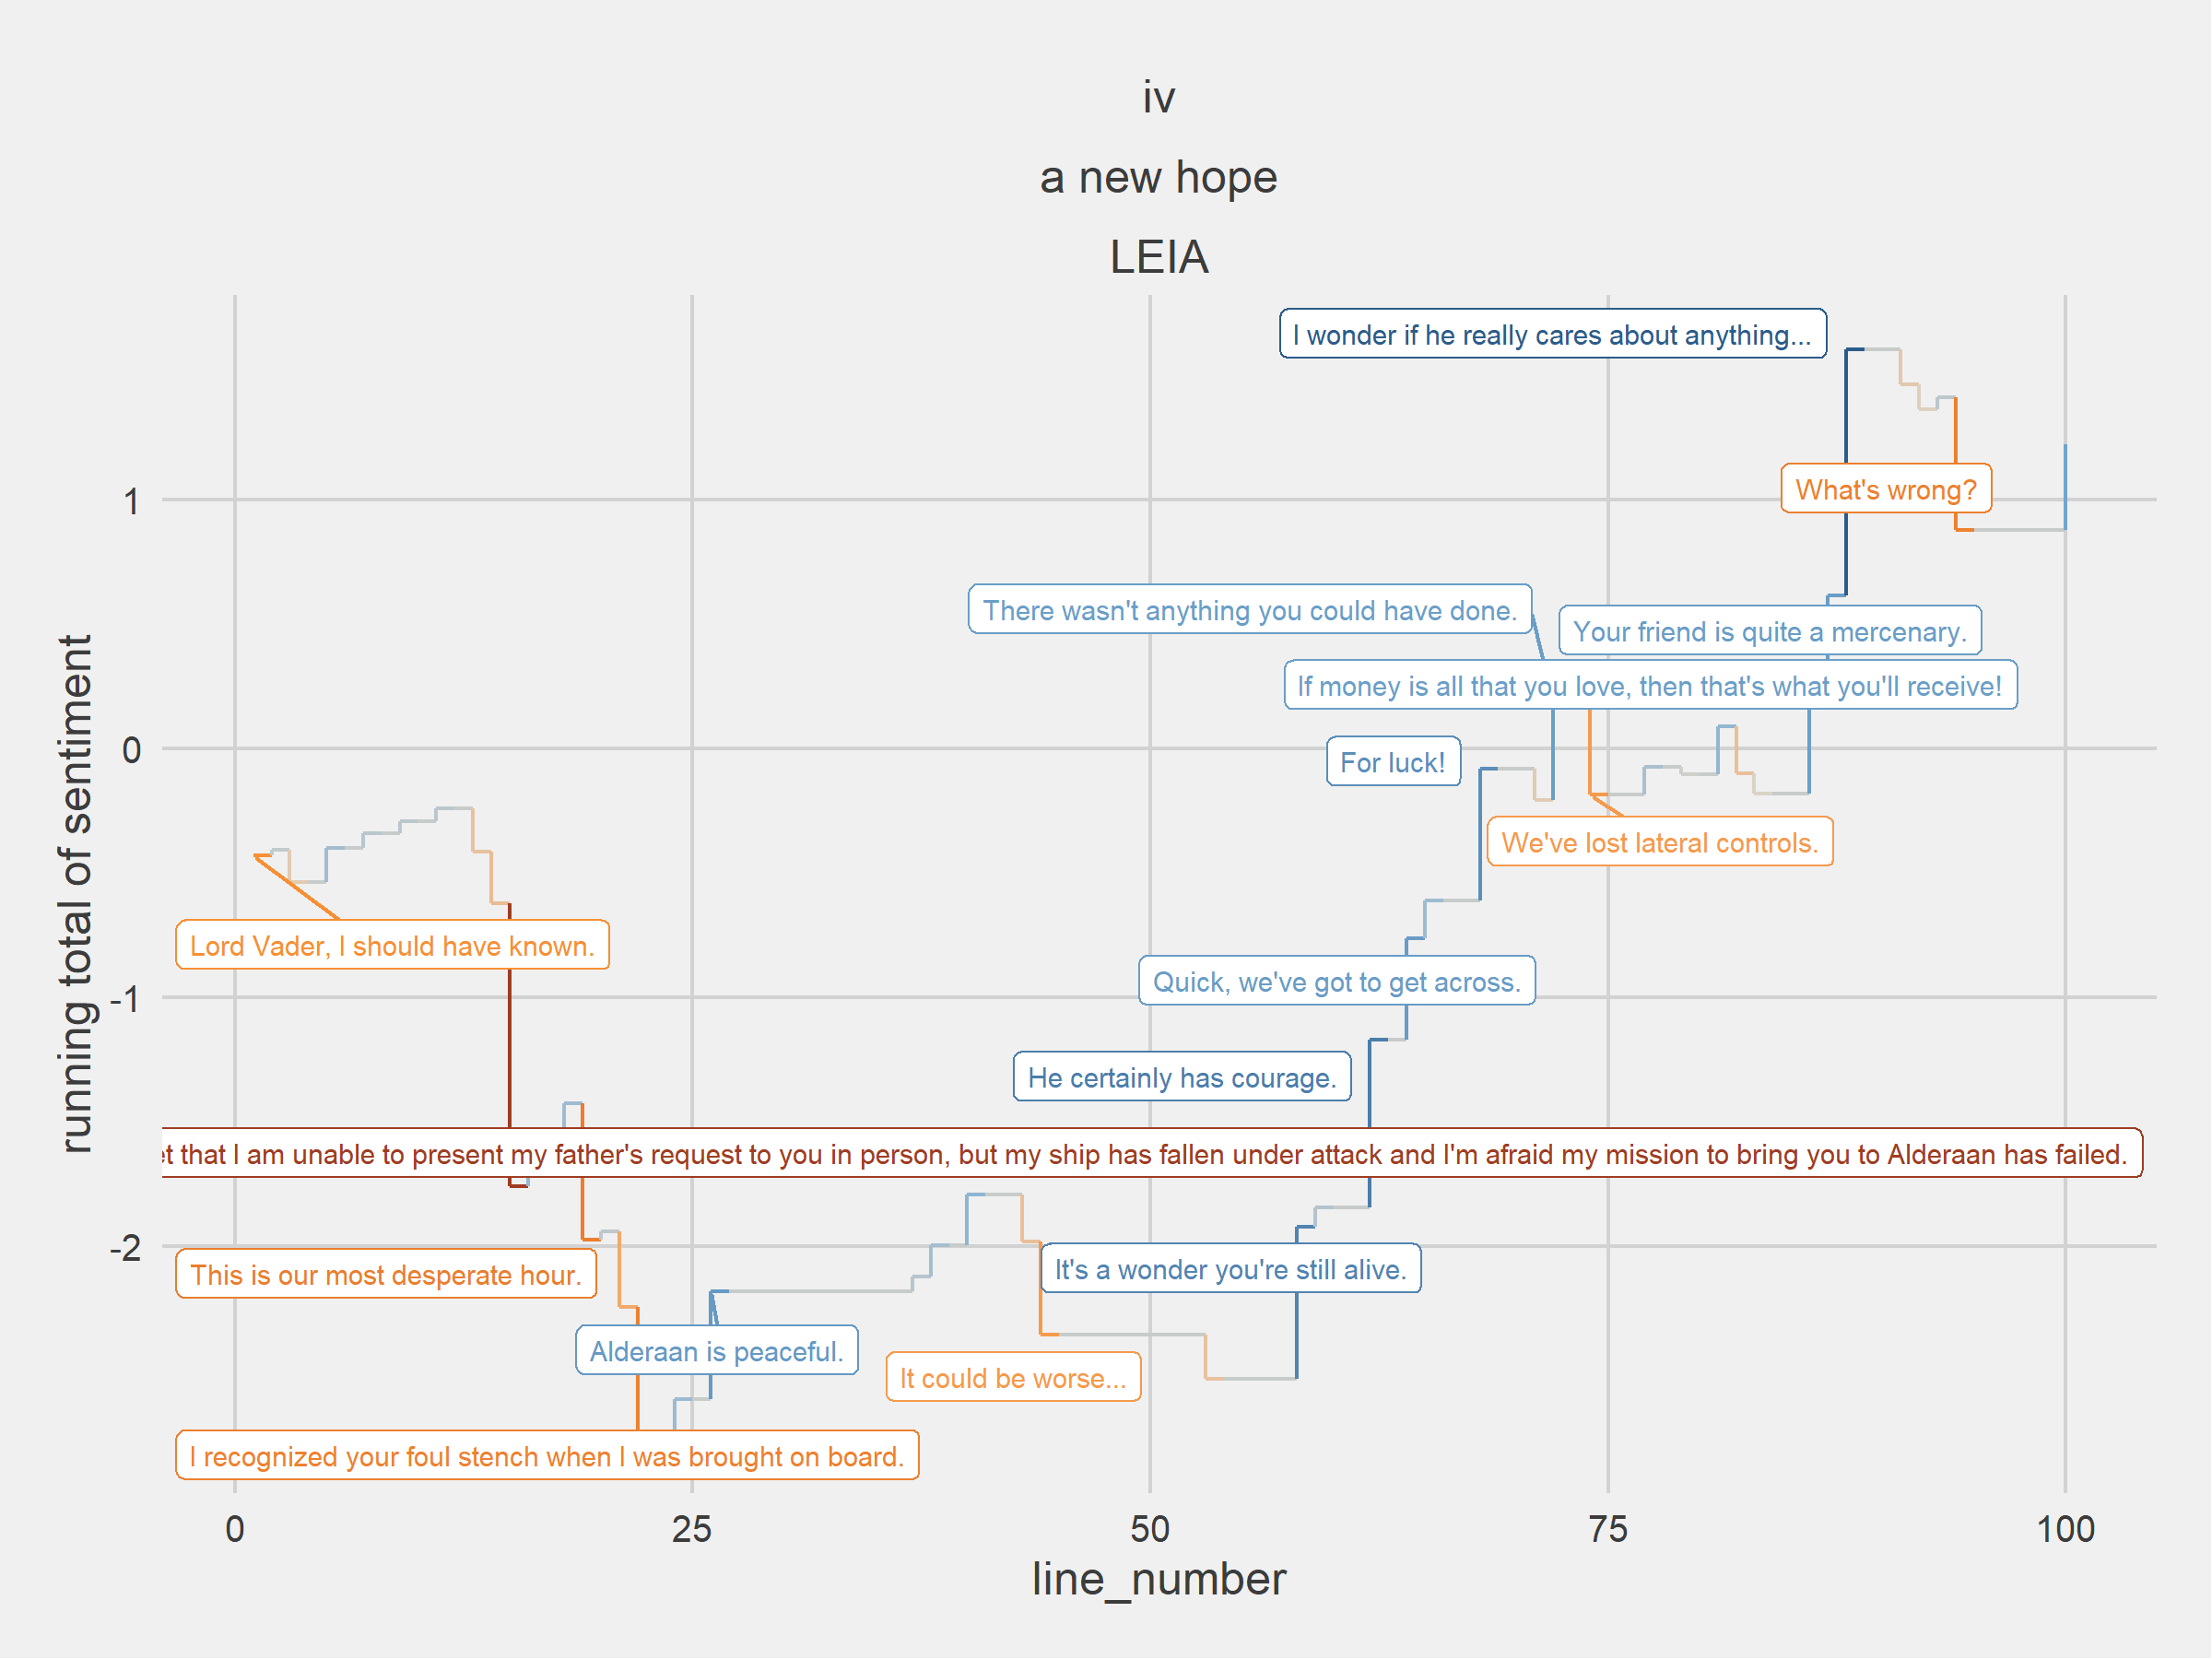 iv
a new hope
LEIA
I wonder if he really cares about anything...
1
What's wrong?
There wasn't anything you could have done.
Your friend is quite a mercenary.
If money is all that you love, then that's what you'll receive!
0
For luck!
We've lost lateral controls.
Lord Vader, I should have known.
Quick, we've got to get across.
-1
He certainly has courage.
that I am unable to present my father's request to you in person, but my ship has fallen under attack and I'm afraid my mission to bring you to Alderaan has failed.
-2
This is our most desperate hour.
It's a wonder you're still alive.
Alderaan is peaceful.
It could be worse...
I recognized your foul stench when I was brought on board.
running total of sentiment
0 25 50 75 100
line_number